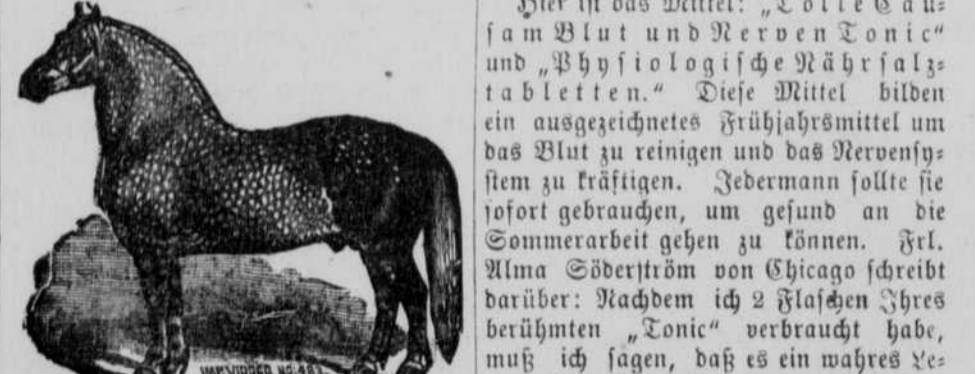 Hier ist das Mittel: „Tolle Cau⸗
sam Blut und Nerven Tonic“
und „Physiologische Nährsalz⸗
tabletten.“ Diese Mittel bilden
ein ausgezeichnetes Frühjahrsmittel um
das Blut zu reinigen und das Nervensy⸗
stem zu kräftigen. Jedermann sollte sie
sofort gebrauchen, um gesund an die
Sommerarbeit gehen zu können. Frl.
Alma Söderström von Chicago schreibt
darüber: Nachdem ich 2 Flaschen Ihres
berühmten „Tonic“ verbraucht habe,
muß ich sagen, daß es ein wahres Le⸗